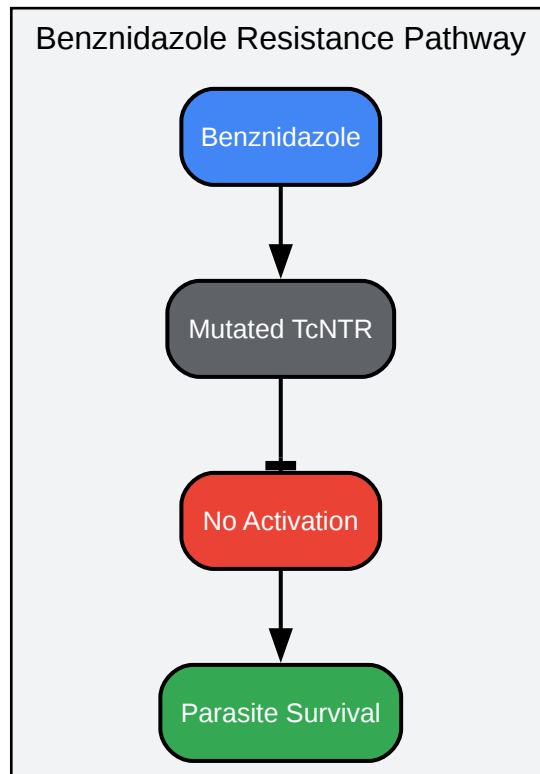 Benznidazole Resistance Pathway
Benznidazole
Mutated TcNTR
No Activation
Parasite Survival